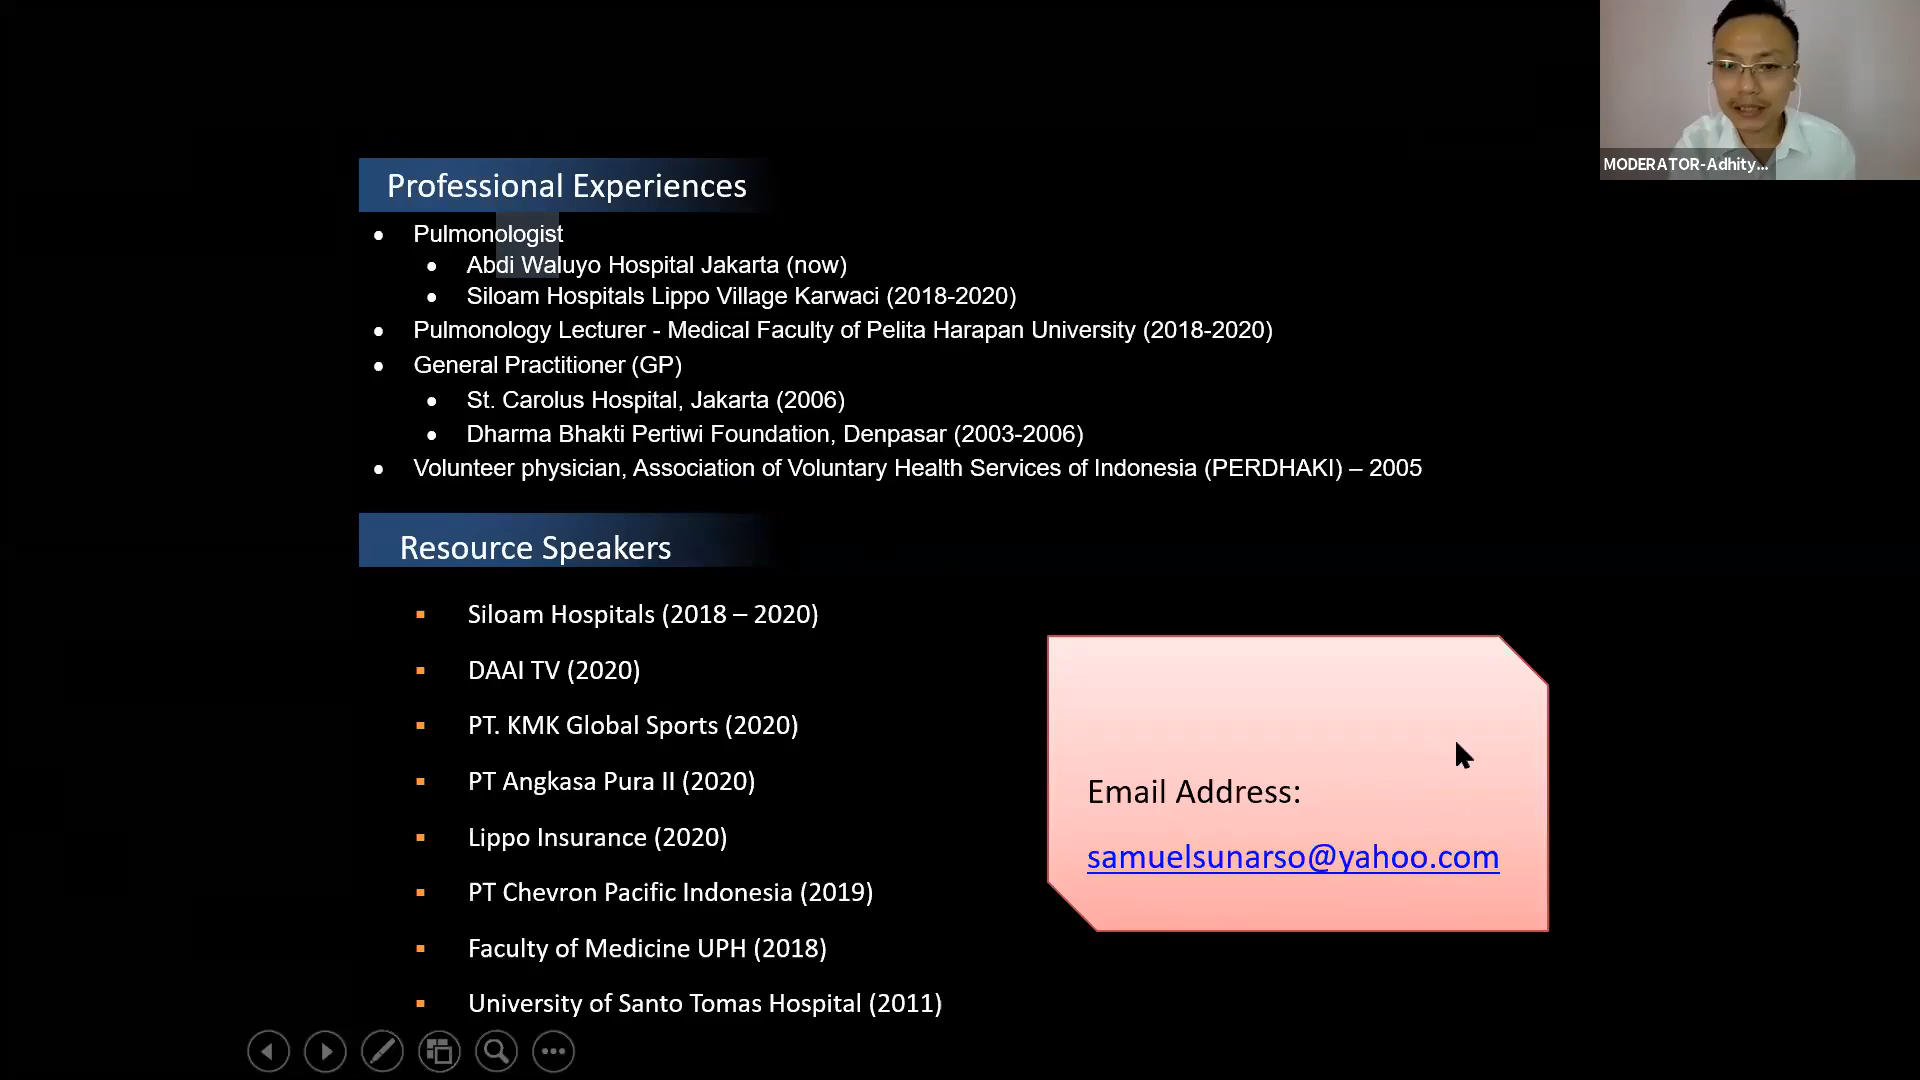 MODERATOR-Adhity...
Professional Experiences
• Pulmonologist
• Abdi Waluyo Hospital Jakarta (now)
• Siloam Hospitals Lippo Village Karwaci (2018-2020)
• Pulmonology Lecturer - Medical Faculty of Pelita Harapan University (2018-2020)
• General Practitioner (GP)
• St. Carolus Hospital, Jakarta (2006)
• Dharma Bhakti Pertiwi Foundation, Denpasar (2003-2006)
• Volunteer physician, Association of Voluntary Health Services of Indonesia (PERDHAKI) – 2005
Resource Speakers
▪ Siloam Hospitals (2018 – 2020)
▪ DAAI TV (2020)
▪ PT. KMK Global Sports (2020)
▪ PT Angkasa Pura II (2020)
▪ Lippo Insurance (2020)
▪ PT Chevron Pacific Indonesia (2019)
▪ Faculty of Medicine UPH (2018)
▪ University of Santo Tomas Hospital (2011)
Email Address:
samuelsunarso@yahoo.com